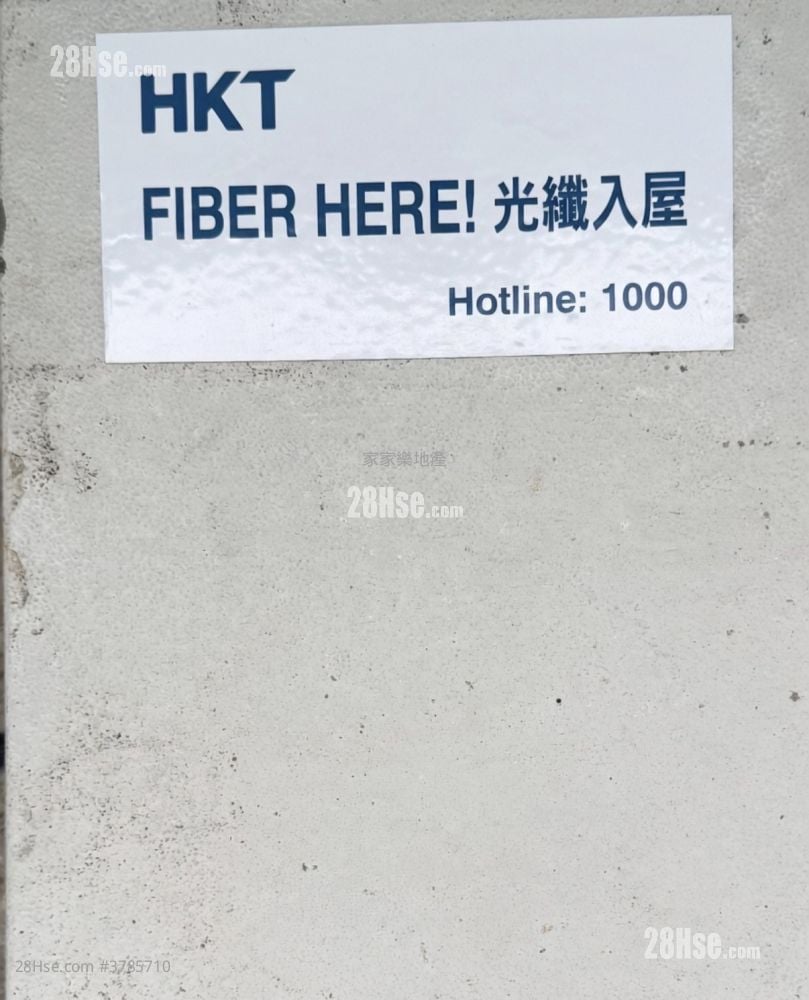 28Hse.com
HKT
FIBER HERE! 光纖入屋
Hotline: 1000
家家樂地產
28Hse.com
28Hse.com
28Hse.com #3785710